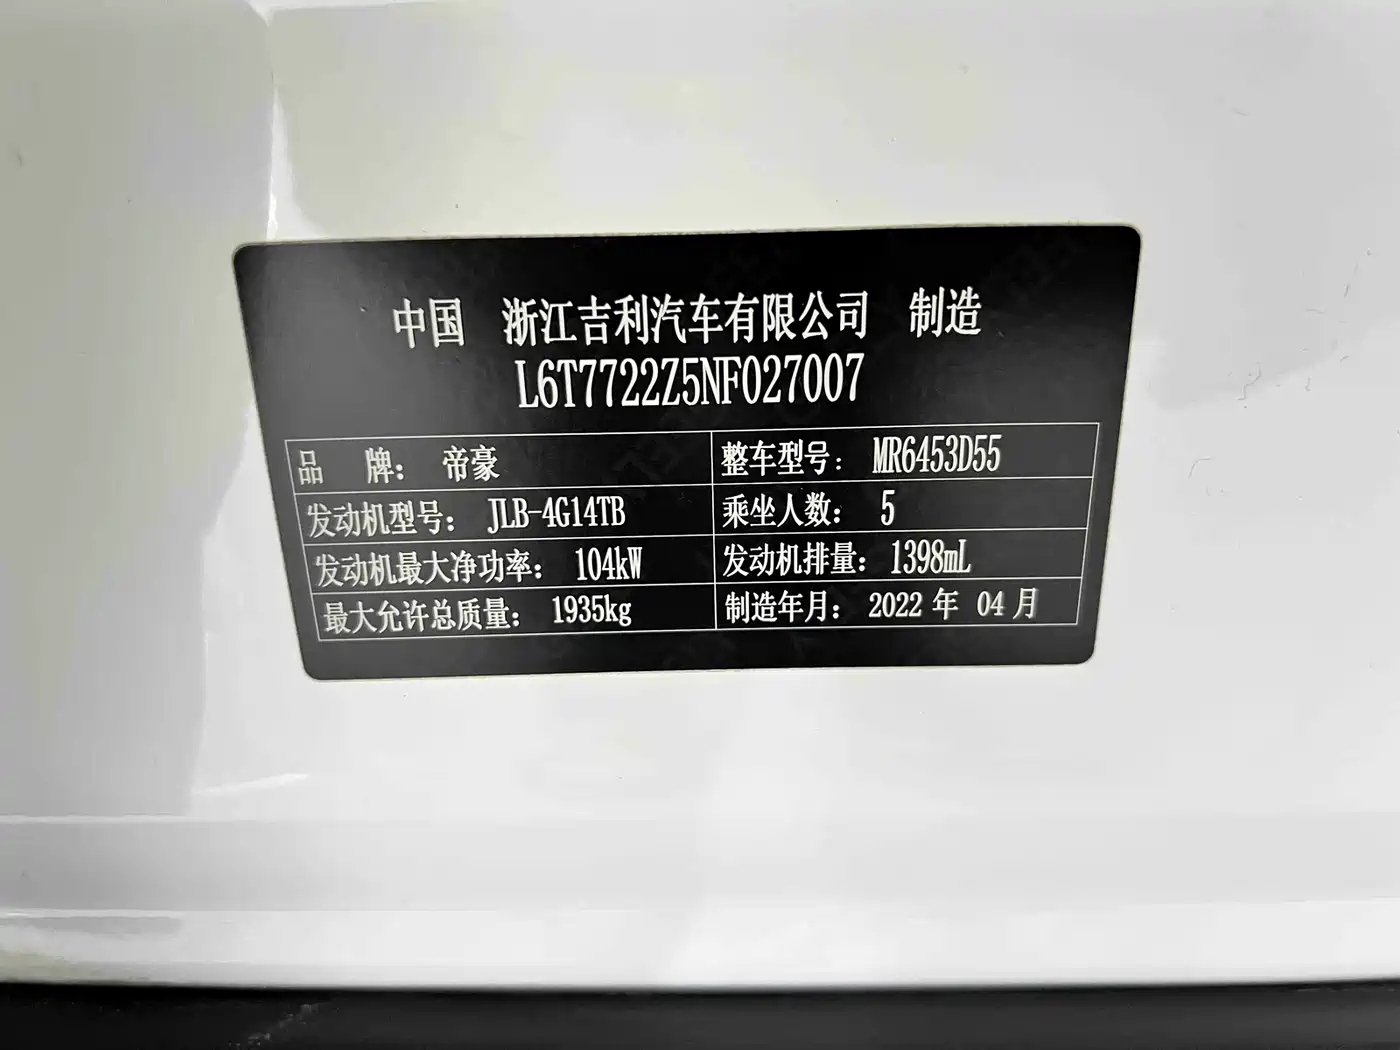 中国 浙江吉利汽车有限公司 制造
L6T7722Z5NF027007
品 牌： 帝豪 整车型号： MR6453D55
发动机型号： JLB-4G14TB 乘坐人数： 5
发动机最大净功率： 104kW 发动机排量： 1398mL
最大允许总质量： 1935kg 制造年月： 2022 年 04 月